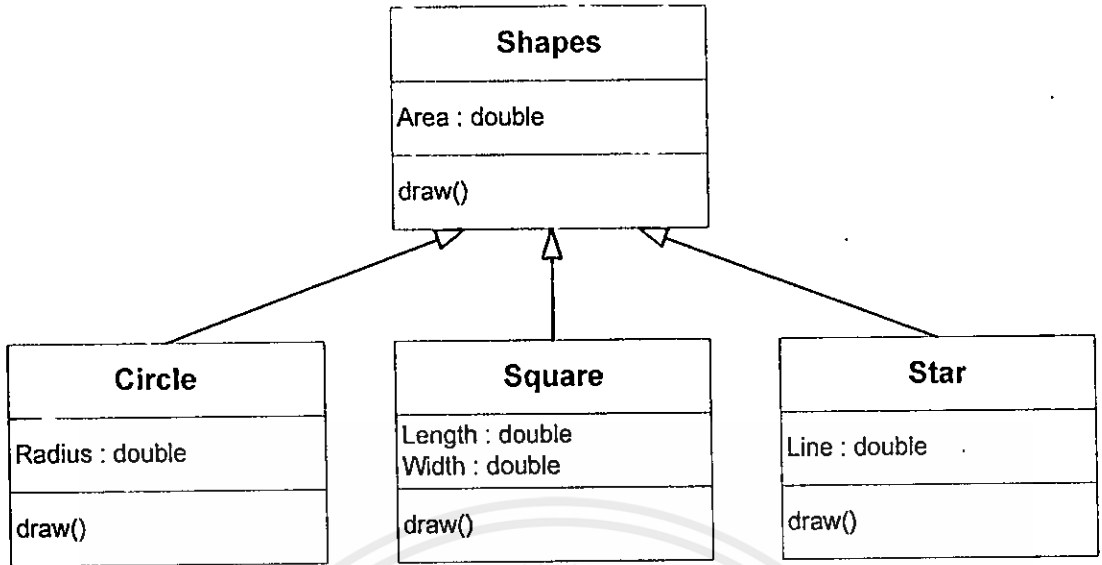 Shapes
Area : double
draw()
Circle
Radius : double
draw()
Square
Length : double
Width : double
draw()
Star
Line : double
draw()